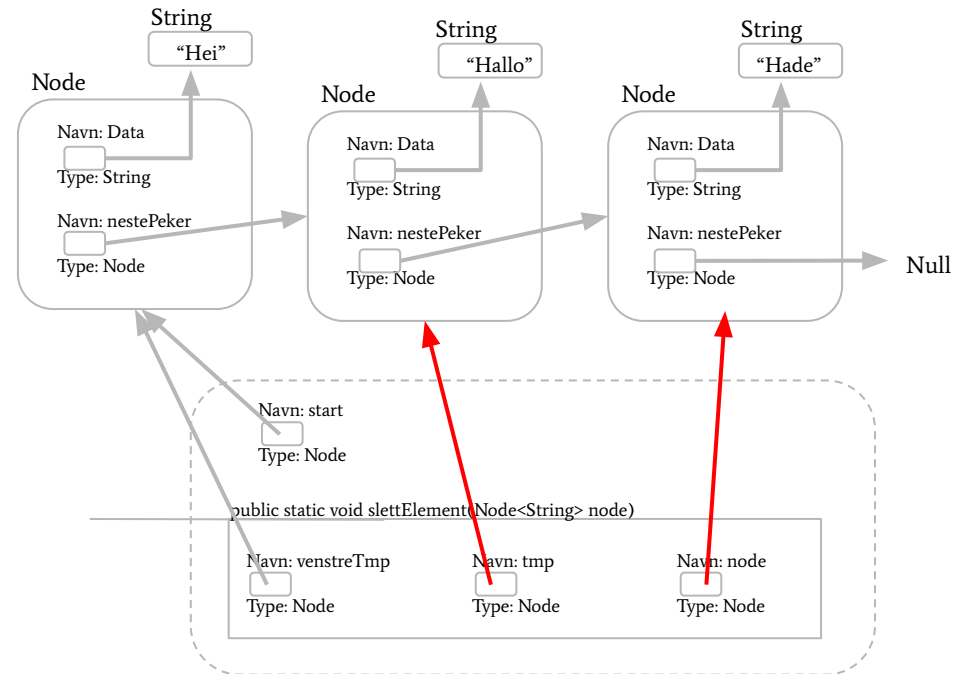 String
“Hei”
Node
Navn: Data
Type: String
Navn: nestePeker
Type: Node
String
“Hallo”
Node
Navn: Data
Type: String
Navn: nestePeker
Type: Node
String
“Hade”
Node
Navn: Data
Type: String
Navn: nestePeker
Type: Node
Null
Navn: start
Type: Node
public static void slettElement(Node<String> node)
Navn: venstreTmp
Type: Node
Navn: tmp
Type: Node
Navn: node
Type: Node